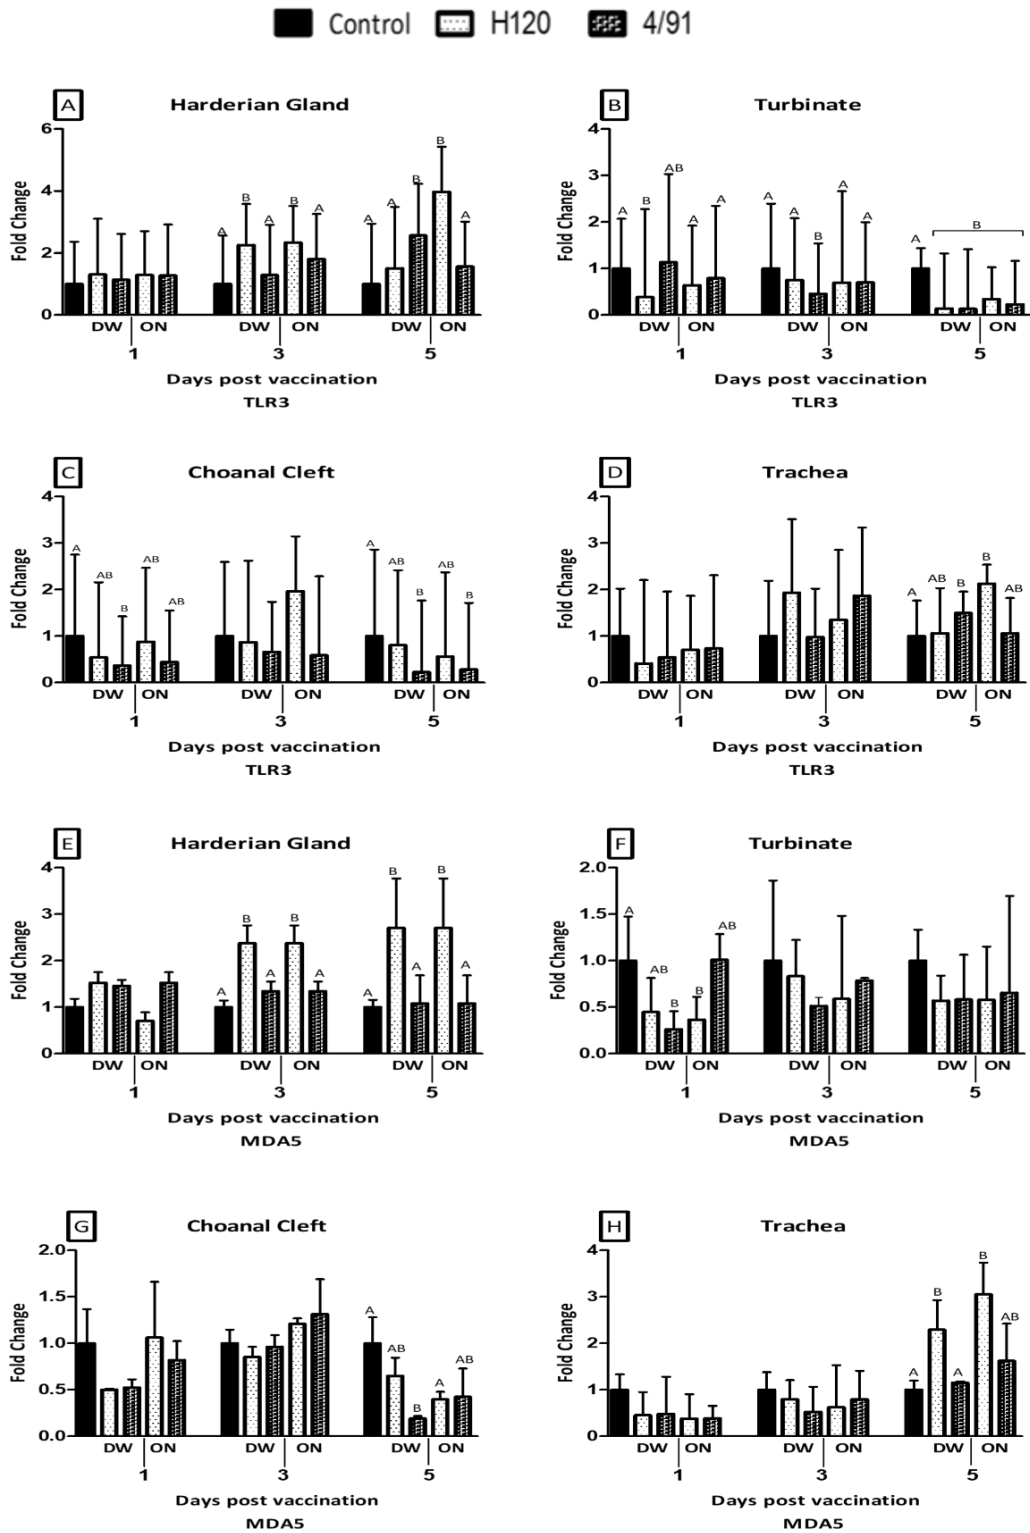 Control H120 4/91
A Harderian Gland
Fold Change
6
4
2
0
A B A B A
A A B B A
DW ON DW ON DW ON
1 3 5
Days post vaccination
TLR3
B Turbinate
Fold Change
4
3
2
1
0
A B AB A A
A A B A A
A B
DW ON DW ON DW ON
1 3 5
Days post vaccination
TLR3
C Choanal Cleft
Fold Change
4
3
2
1
0
A AB B AB AB
A AB B AB B
DW ON DW ON DW ON
1 3 5
Days post vaccination
TLR3
D Trachea
Fold Change
4
3
2
1
0
A AB B B AB
DW ON DW ON DW ON
1 3 5
Days post vaccination
TLR3
E Harderian Gland
Fold Change
4
3
2
1
0
A B A B A
A B A B A
DW ON DW ON DW ON
1 3 5
Days post vaccination
MDA5
F Turbinate
Fold Change
2.0
1.5
1.0
0.5
0.0
A AB B B AB
DW ON DW ON DW ON
1 3 5
Days post vaccination
MDA5
G Choanal Cleft
Fold Change
2.0
1.5
1.0
0.5
0.0
A AB B A AB
DW ON DW ON DW ON
1 3 5
Days post vaccination
MDA5
H Trachea
Fold Change
4
3
2
1
0
A B A B AB
DW ON DW ON DW ON
1 3 5
Days post vaccination
MDA5